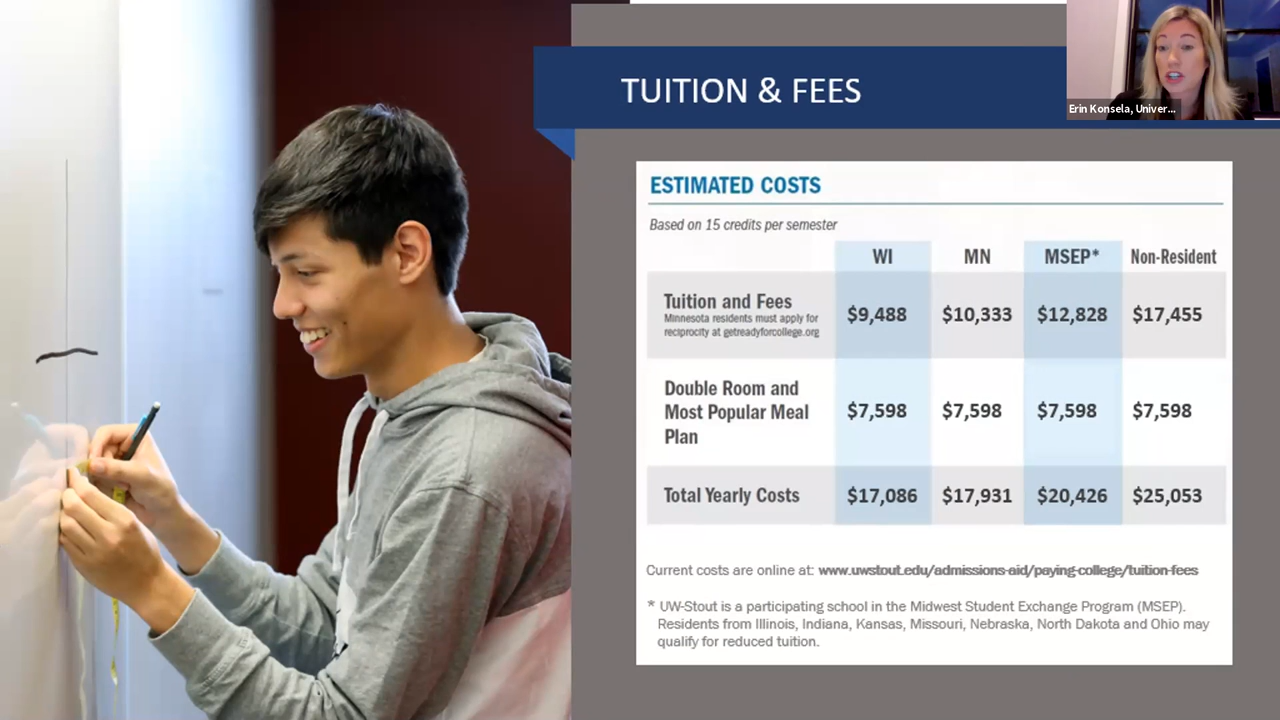 TUITION & FEES
Erin Konsela, Univer...
ESTIMATED COSTS
Based on 15 credits per semester
WI MN MSEP* Non-Resident
Tuition and Fees
Minnesota residents must apply for
reciprocity at getreadyforcollege.org
$9,488 $10,333 $12,828 $17,455
Double Room and
Most Popular Meal
Plan
$7,598 $7,598 $7,598 $7,598
Total Yearly Costs $17,086 $17,931 $20,426 $25,053
Current costs are online at: www.uwstout.edu/admissions-aid/paying-college/tuition-fees
* UW-Stout is a participating school in the Midwest Student Exchange Program (MSEP).
Residents from Illinois, Indiana, Kansas, Missouri, Nebraska, North Dakota and Ohio may
qualify for reduced tuition.